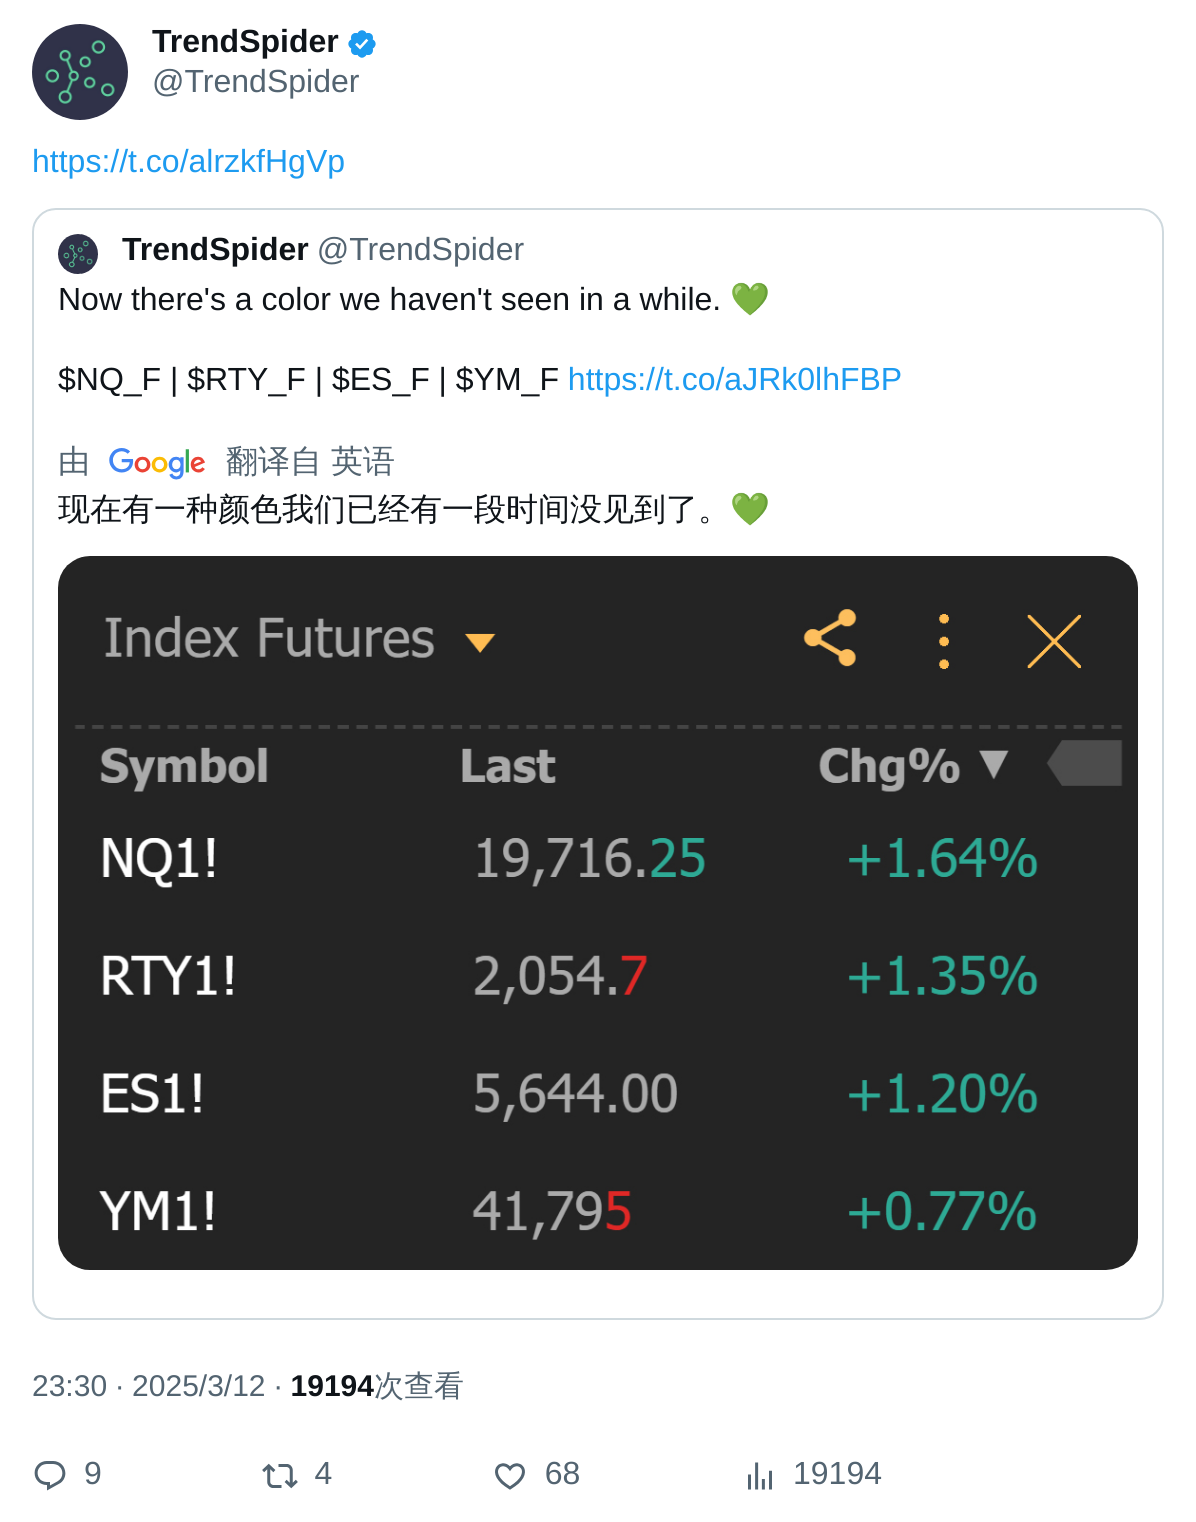 TrendSpider
@TrendSpider
https://t.co/alrzkfHgVp
TrendSpider @TrendSpider
Now there's a color we haven't seen in a while. 💚
$NQ_F | $RTY_F | $ES_F | $YM_F https://t.co/aJRk0lhFBP
由 Google 翻译自 英语
现在有一种颜色我们已经有一段时间没见到了。💚
Index Futures
Symbol Last Chg% ▼
NQ1! 19,716.25 +1.64%
RTY1! 2,054.7 +1.35%
ES1! 5,644.00 +1.20%
YM1! 41,795 +0.77%
23:30 · 2025/3/12 · 19194次查看
9 4 68 19194